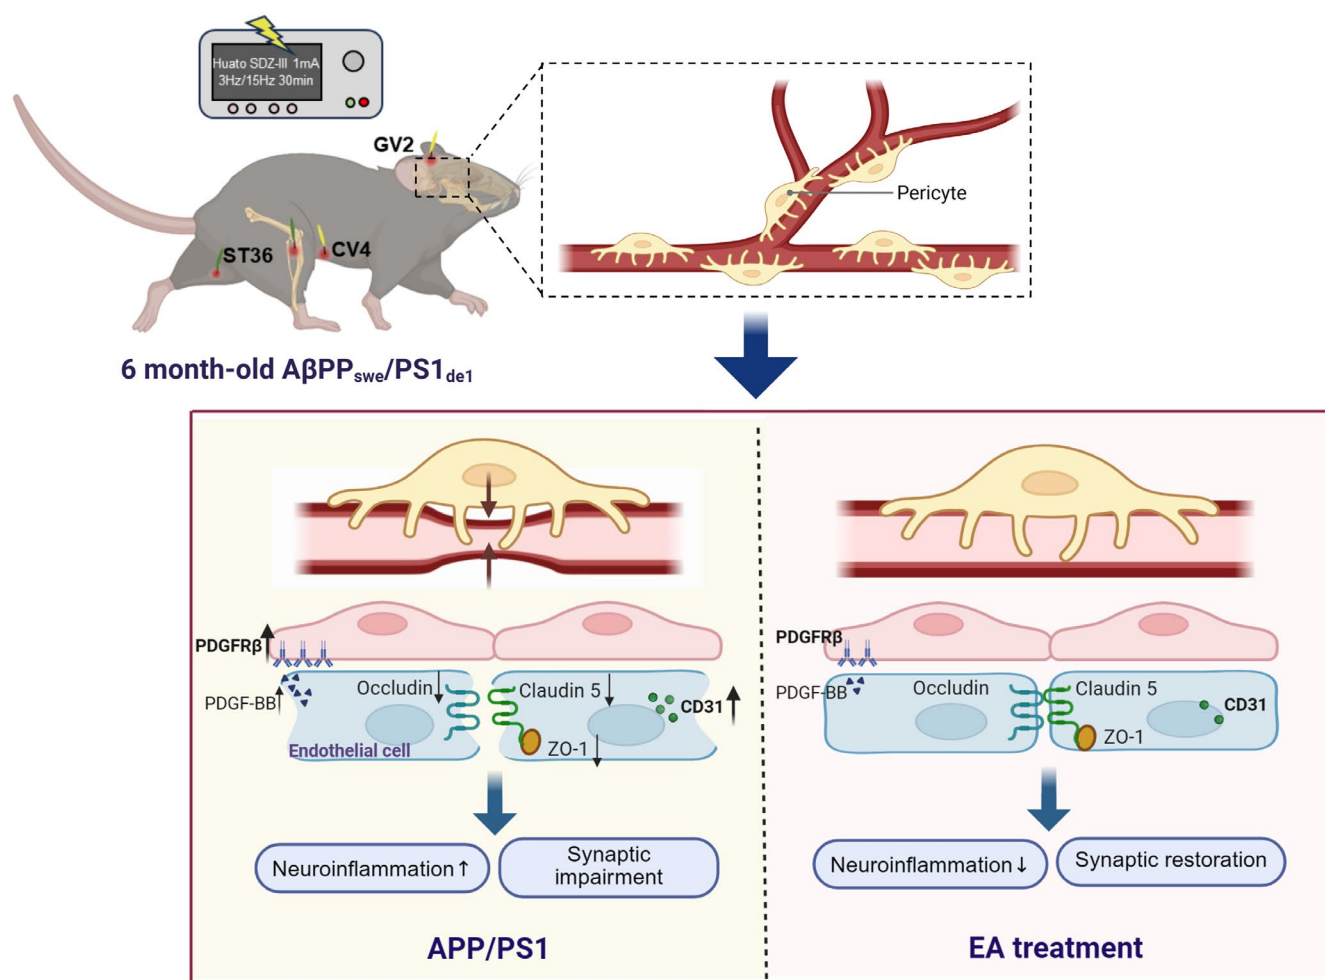 Huato SDZ-III 1mA
3Hz/15Hz 30min
GV2
ST36
CV4
Pericyte
6 month-old AβPPswe/PS1de1
PDGFRβ
PDGF-BB
Occludin
Claudin 5
CD31
ZO-1
Endothelial cell
Neuroinflammation↑
Synaptic
impairment
APP/PS1
PDGFRβ
PDGF-BB
Occludin
Claudin 5
CD31
ZO-1
Neuroinflammation↓
Synaptic restoration
EA treatment